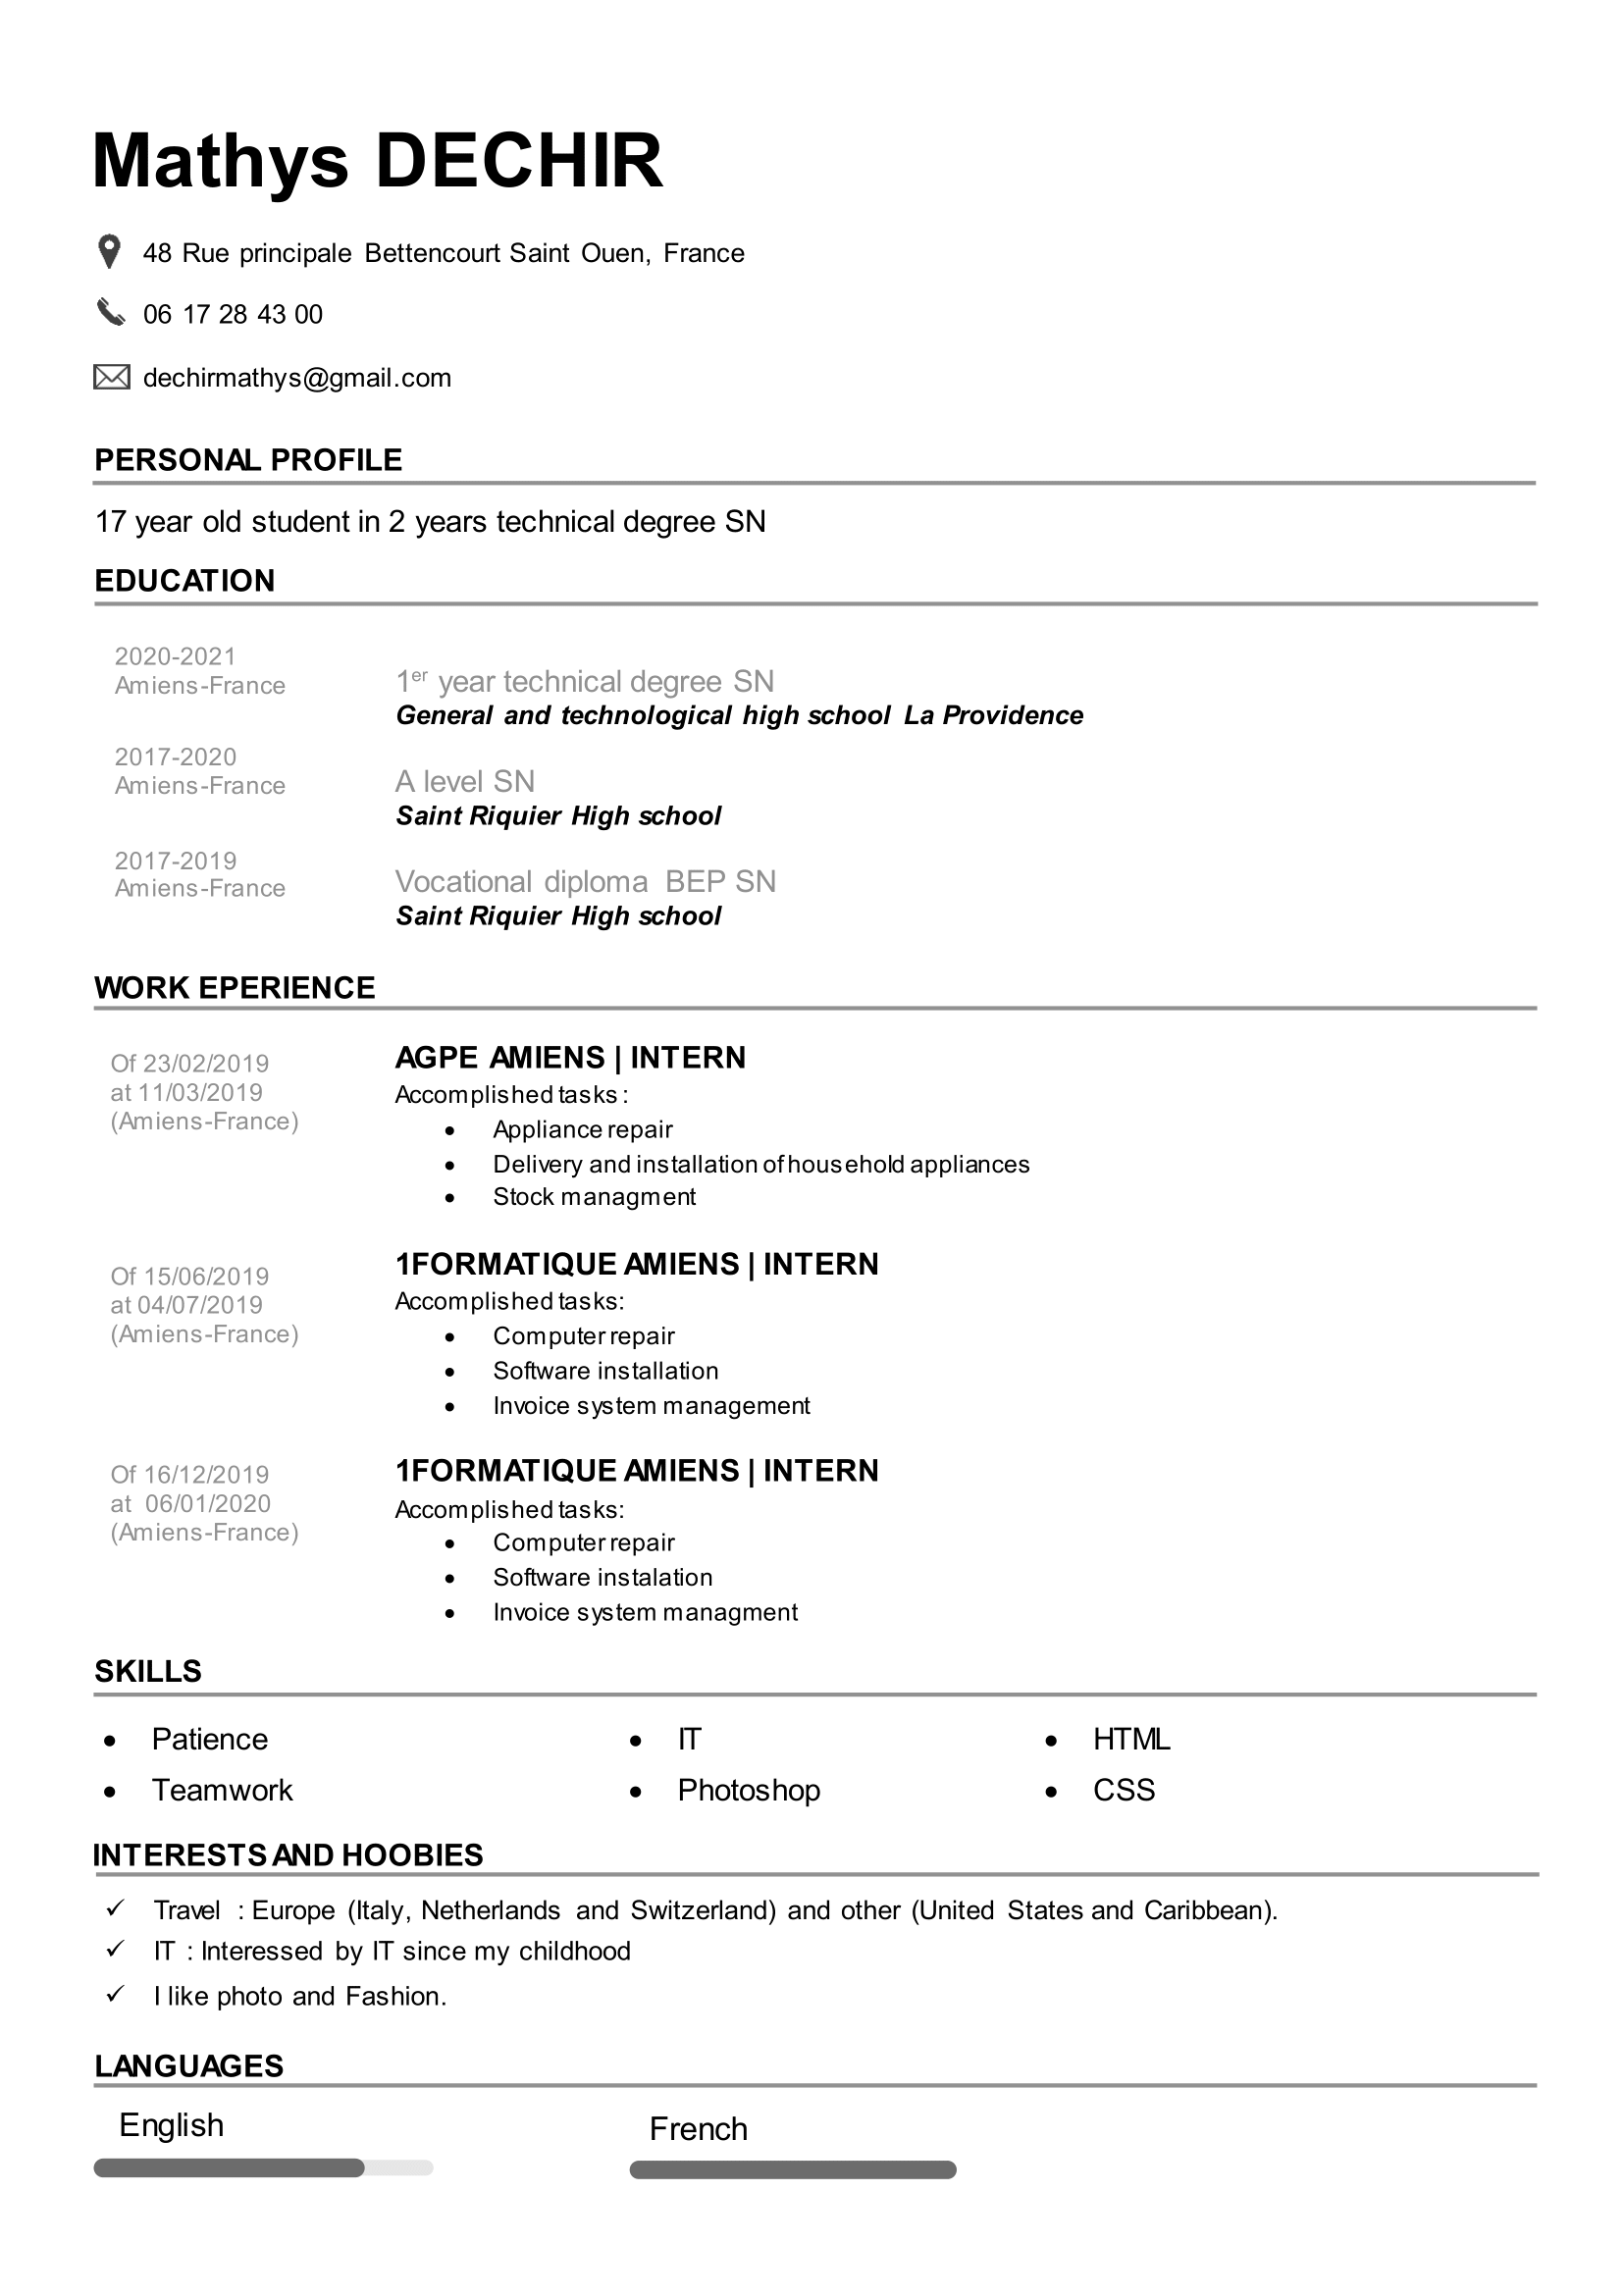 Mathys DECHIR
48 Rue principale Bettencourt Saint Ouen, France
06 17 28 43 00
dechirmathys@gmail.com
PERSONAL PROFILE
17 year old student in 2 years technical degree SN
EDUCATION
2020-2021
Amiens-France
1er year technical degree SN
General and technological high school La Providence
2017-2020
Amiens-France
A level SN
Saint Riquier High school
2017-2019
Amiens-France
Vocational diploma BEP SN
Saint Riquier High school
WORK EPERIENCE
Of 23/02/2019
at 11/03/2019
(Amiens-France)
AGPE AMIENS | INTERN
Accomplished tasks :
• Appliance repair
• Delivery and installation of household appliances
• Stock managment
Of 15/06/2019
at 04/07/2019
(Amiens-France)
1FORMATIQUE AMIENS | INTERN
Accomplished tasks:
• Computer repair
• Software installation
• Invoice system management
Of 16/12/2019
at 06/01/2020
(Amiens-France)
1FORMATIQUE AMIENS | INTERN
Accomplished tasks:
• Computer repair
• Software instalation
• Invoice system managment
SKILLS
• Patience • IT • HTML
• Teamwork • Photoshop • CSS
INTERESTS AND HOOBIES
✓ Travel : Europe (Italy, Netherlands and Switzerland) and other (United States and Caribbean).
✓ IT : Interessed by IT since my childhood
✓ I like photo and Fashion.
LANGUAGES
English French